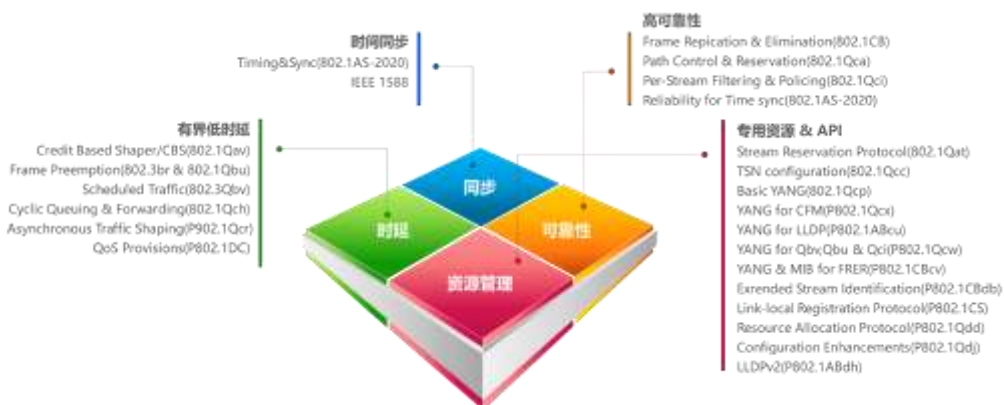 时间同步
Timing&Sync(802.1AS-2020)
IEEE 1588
高可靠性
Frame Repication & Elimination(802.1CB)
Path Control & Reservation(802.1Qca)
Per-Stream Filtering & Policing(802.1Qci)
Reliability for Time sync(802.1AS-2020)
有界低时延
Credit Based Shaper/CBS(802.1Qav)
Frame Preemption(802.3br & 802.1Qbu)
Scheduled Traffic(802.3Qbv)
Cyclic Queuing & Forwarding(802.1Qch)
Asynchronous Traffic Shaping(P902.1Qcr)
QoS Provisions(P802.1DC)
专用资源 & API
Stream Reservation Protocol(802.1Qat)
TSN configuration(802.1Qcc)
Basic YANG(802.1Qcp)
YANG for CFM(P802.1Qcx)
YANG for LLDP(P802.1ABcu)
YANG for Qbv,Qbu & Qci(P802.1Qcw)
YANG & MIB for FRER(P802.1CBcv)
Exrended Stream Identification(P802.1CBdb)
Link-local Registration Protocol(P802.1CS)
Resource Allocation Protocol(P802.1Qdd)
Configuration Enhancements(P802.1Qdj)
LLDPv2(P802.1ABdh)
同步
时延
可靠性
资源管理